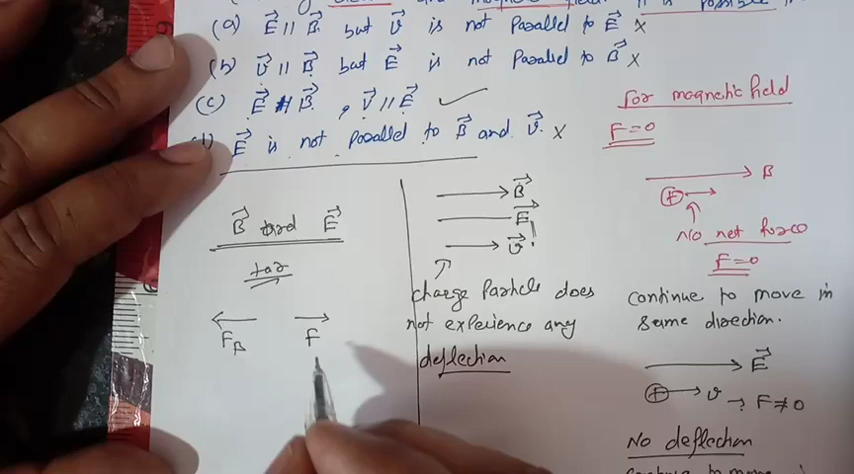 (a) E⃗ ∥ B⃗ but v⃗ is not Parallel to E⃗ ×
(b) v⃗ ∥ B⃗ but E⃗ is not Parallel to B⃗ ×
(c) E⃗ ∥ B⃗ , v⃗ ∥ E⃗ ✓
d) E⃗ is not parallel to B⃗ and v⃗. ×
B⃗ and E⃗
F_B F
B⃗
E⃗
v⃗
charge Particle does
not experience any
deflection
For magnetic field
F=0
B
+
No net force
F=0
continue to move in
same direction.
E⃗
+ → v → F≠0
No deflection